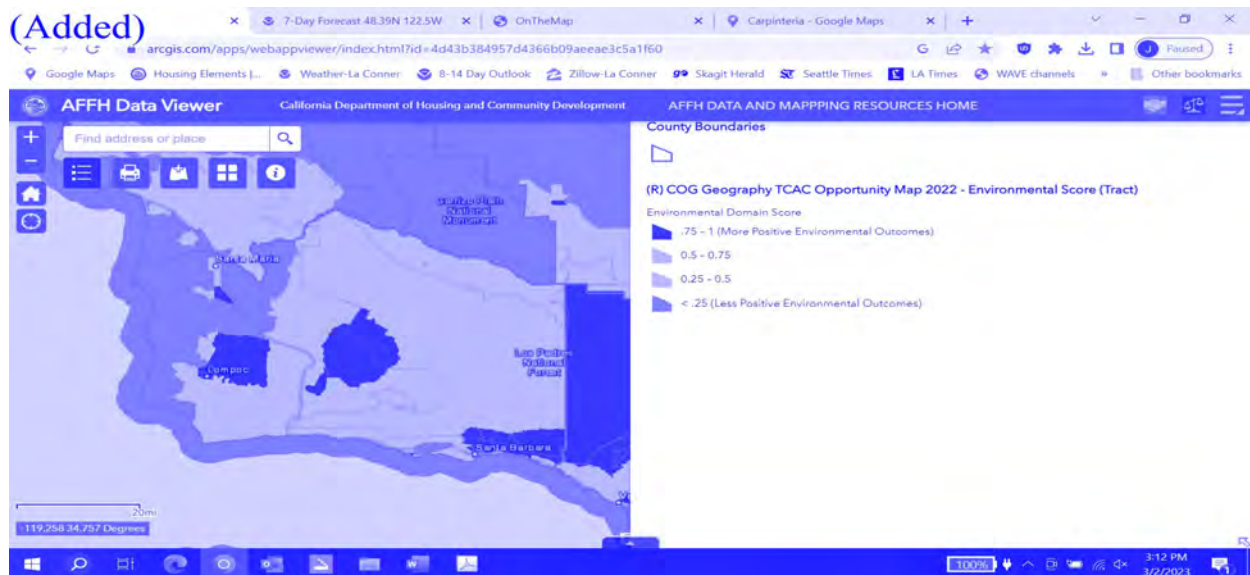 (Added)
7-Day Forecast 48.39N 122.5W
OnTheMap
Carpinteria - Google Maps
arcgis.com/apps/webappviewer/index.html?id=4d43b384957d4366b09aeeae3c5a1f60
Paused
Google Maps
Housing Elements |...
Weather-La Conner
8-14 Day Outlook
Zillow-La Conner
Skagit Herald
Seattle Times
LA Times
WAVE channels
Other bookmarks
AFFH Data Viewer
California Department of Housing and Community Development
AFFH DATA AND MAPPPING RESOURCES HOME
Find address or place
County Boundaries
(R) COG Geography TCAC Opportunity Map 2022 - Environmental Score (Tract)
Environmental Domain Score
.75 - 1 (More Positive Environmental Outcomes)
0.5 - 0.75
0.25 - 0.5
< .25 (Less Positive Environmental Outcomes)
Carrizo Plain
National
Monument
Santa Maria
Lompoc
Los Padres
National
Forest
Santa Barbara
20mi
-119.258 34.757 Degrees
100%
3:12 PM
3/2/2023